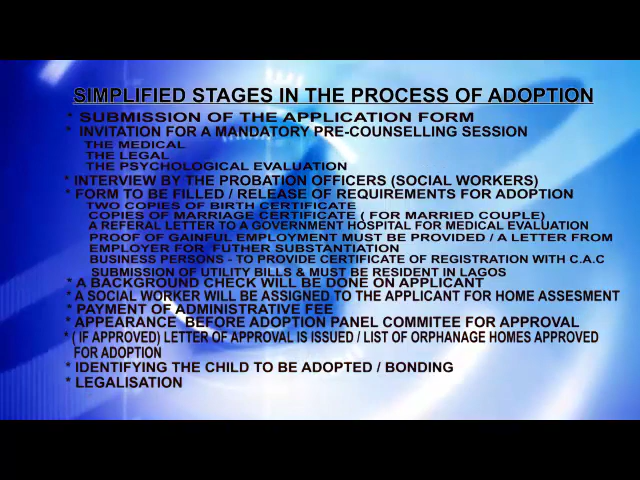 SIMPLIFIED STAGES IN THE PROCESS OF ADOPTION
* SUBMISSION OF THE APPLICATION FORM
* INVITATION FOR A MANDATORY PRE-COUNSELLING SESSION
THE MEDICAL
THE LEGAL
THE PSYCHOLOGICAL EVALUATION
* INTERVIEW BY THE PROBATION OFFICERS (SOCIAL WORKERS)
* FORM TO BE FILLED / RELEASE OF REQUIREMENTS FOR ADOPTION
TWO COPIES OF BIRTH CERTIFICATE
COPIES OF MARRIAGE CERTIFICATE ( FOR MARRIED COUPLE)
A REFERAL LETTER TO A GOVERNMENT HOSPITAL FOR MEDICAL EVALUATION
PROOF OF GAINFUL EMPLOYMENT MUST BE PROVIDED / A LETTER FROM
EMPLOYER FOR FUTHER SUBSTANTIATION
BUSINESS PERSONS - TO PROVIDE CERTIFICATE OF REGISTRATION WITH C.A.C
SUBMISSION OF UTILITY BILLS & MUST BE RESIDENT IN LAGOS
* A BACKGROUND CHECK WILL BE DONE ON APPLICANT
* A SOCIAL WORKER WILL BE ASSIGNED TO THE APPLICANT FOR HOME ASSESMENT
* PAYMENT OF ADMINISTRATIVE FEE
* APPEARANCE BEFORE ADOPTION PANEL COMMITEE FOR APPROVAL
* ( IF APPROVED) LETTER OF APPROVAL IS ISSUED / LIST OF ORPHANAGE HOMES APPROVED
FOR ADOPTION
* IDENTIFYING THE CHILD TO BE ADOPTED / BONDING
* LEGALISATION